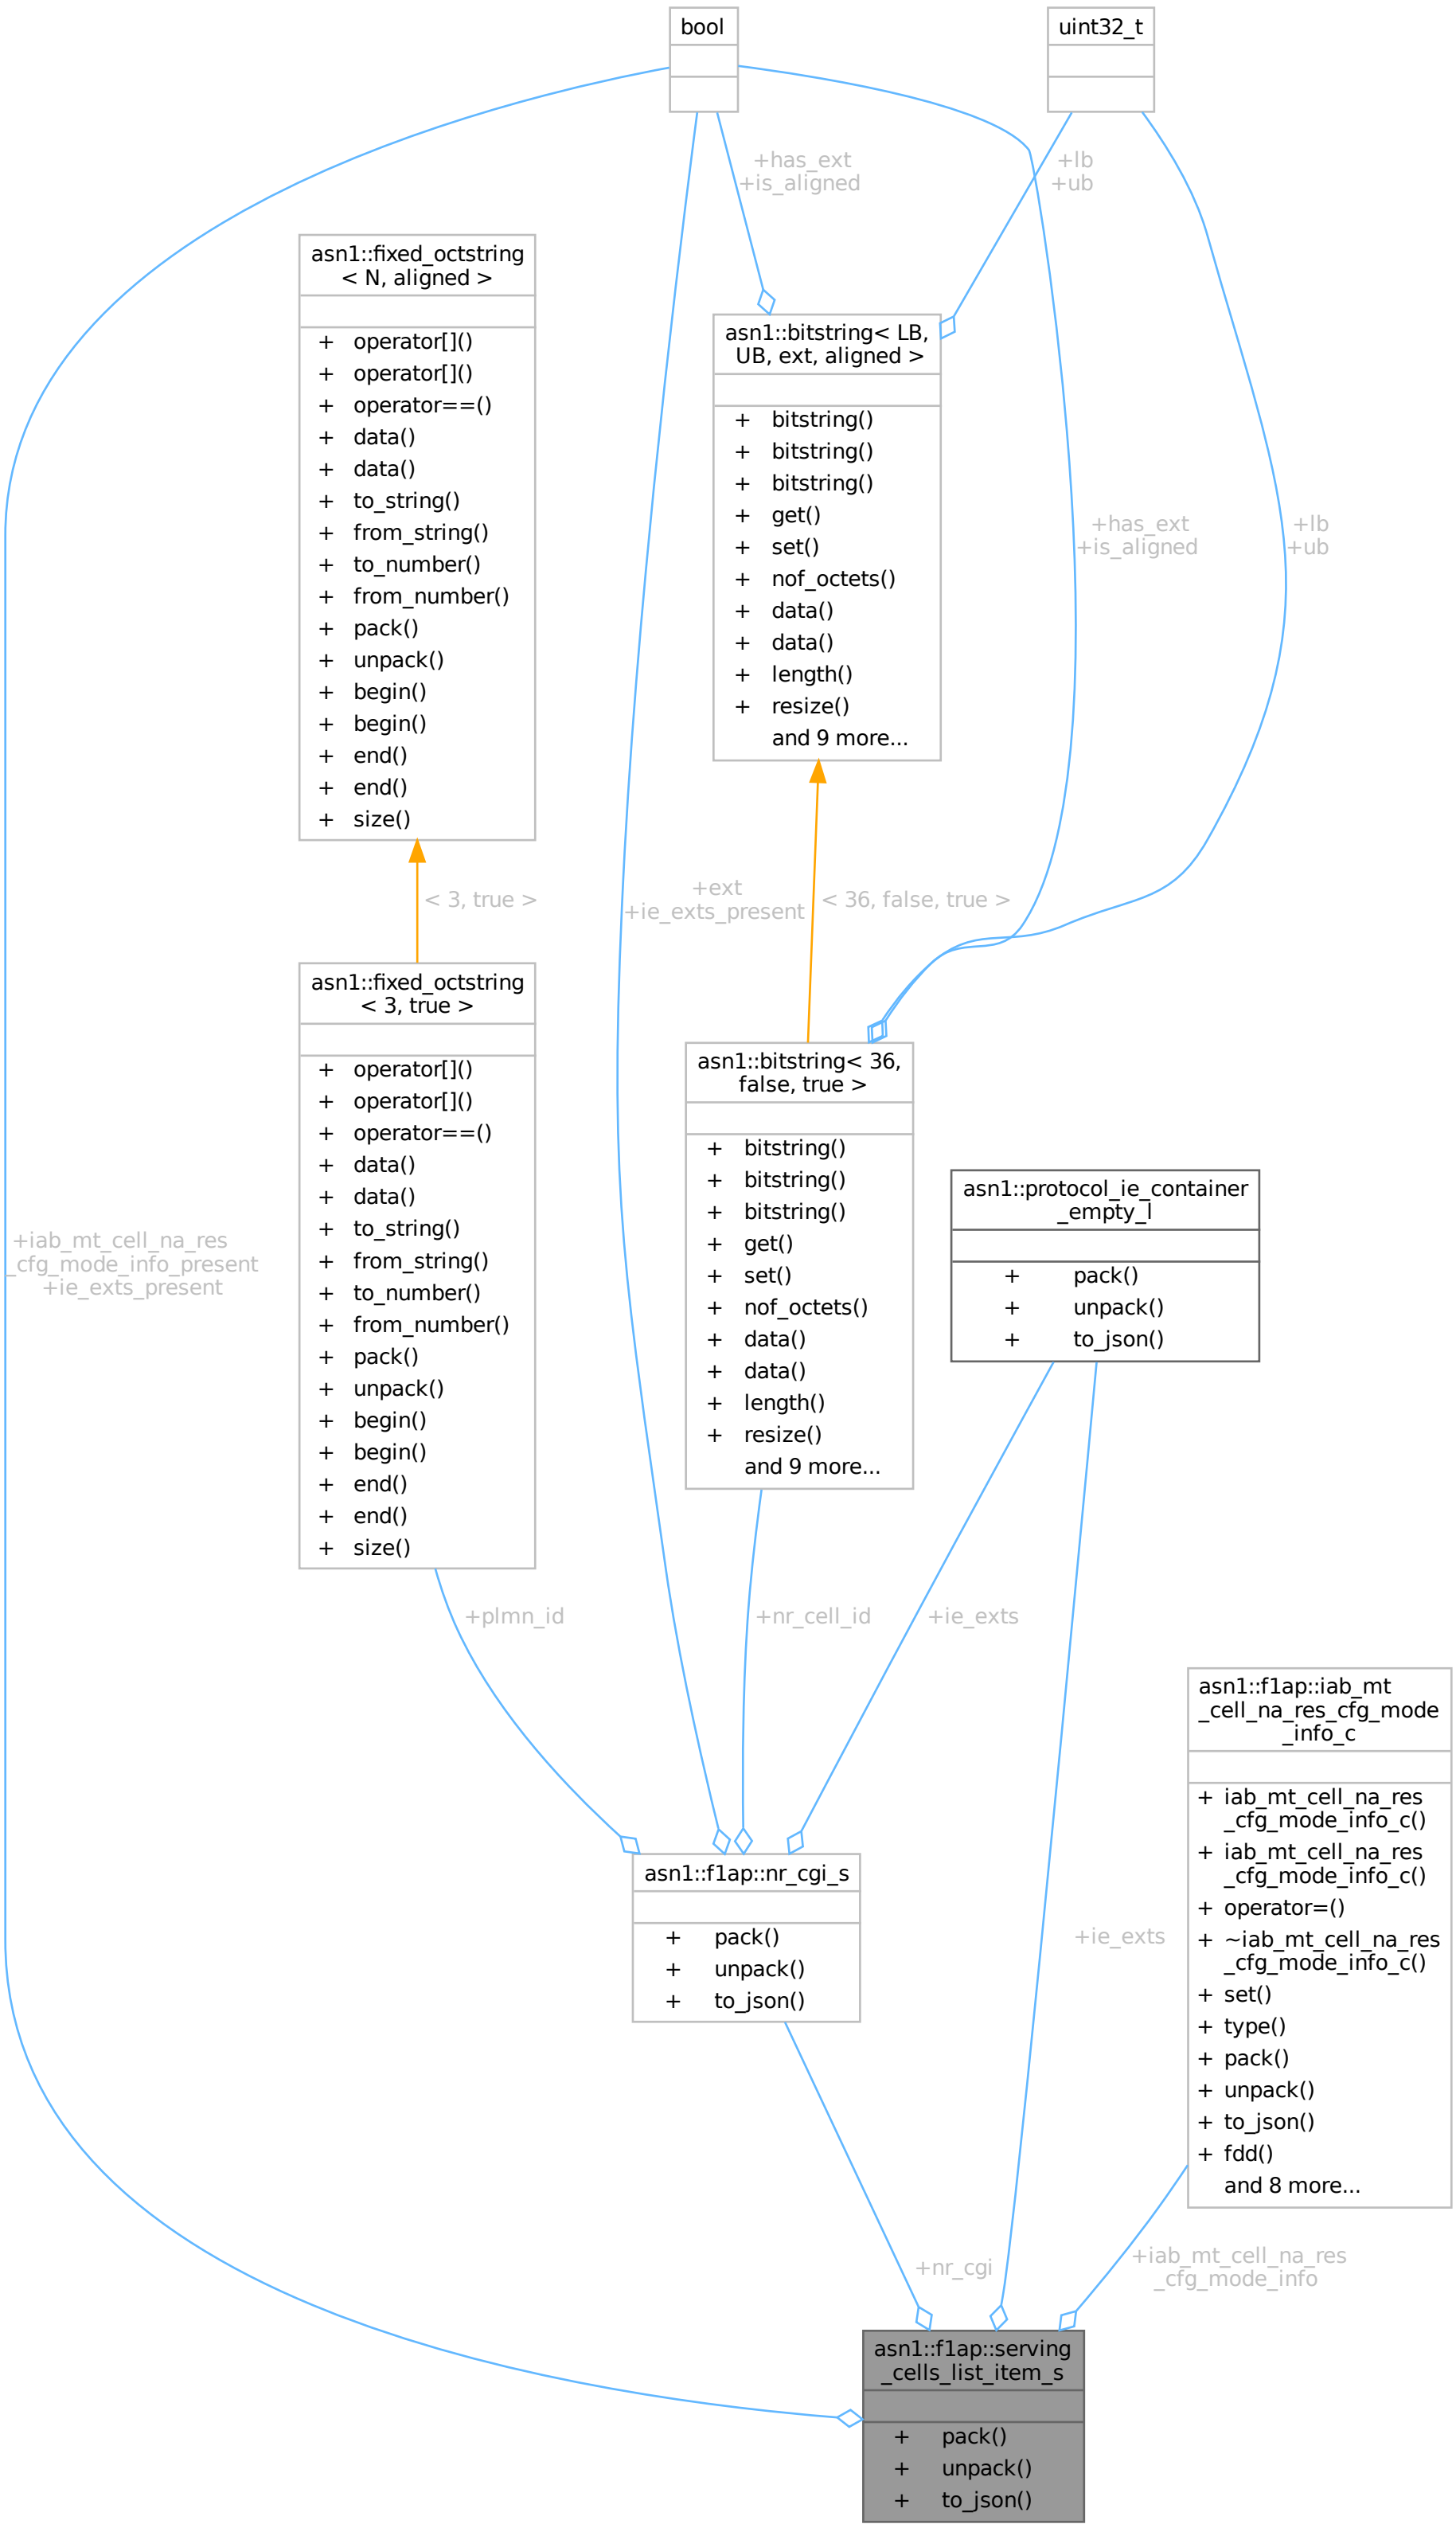 bool
uint32_t
+has_ext
+is_aligned
+lb
+ub
asn1::fixed_octstring
< N, aligned >
+ operator[]()
+ operator[]()
+ operator==()
+ data()
+ data()
+ to_string()
+ from_string()
+ to_number()
+ from_number()
+ pack()
+ unpack()
+ begin()
+ begin()
+ end()
+ end()
+ size()
asn1::bitstring< LB,
UB, ext, aligned >
+ bitstring()
+ bitstring()
+ bitstring()
+ get()
+ set()
+ nof_octets()
+ data()
+ data()
+ length()
+ resize()
and 9 more...
+has_ext
+is_aligned
+lb
+ub
< 3, true >
+ext
+ie_exts_present
< 36, false, true >
asn1::fixed_octstring
< 3, true >
+ operator[]()
+ operator[]()
+ operator==()
+ data()
+ data()
+ to_string()
+ from_string()
+ to_number()
+ from_number()
+ pack()
+ unpack()
+ begin()
+ begin()
+ end()
+ end()
+ size()
asn1::bitstring< 36,
false, true >
+ bitstring()
+ bitstring()
+ bitstring()
+ get()
+ set()
+ nof_octets()
+ data()
+ data()
+ length()
+ resize()
and 9 more...
asn1::protocol_ie_container
_empty_l
+ pack()
+ unpack()
+ to_json()
+iab_mt_cell_na_res
_cfg_mode_info_present
+ie_exts_present
+plmn_id
+nr_cell_id
+ie_exts
asn1::f1ap::iab_mt
_cell_na_res_cfg_mode
_info_c
+ iab_mt_cell_na_res
_cfg_mode_info_c()
+ iab_mt_cell_na_res
_cfg_mode_info_c()
+ operator=()
+ ~iab_mt_cell_na_res
_cfg_mode_info_c()
+ set()
+ type()
+ pack()
+ unpack()
+ to_json()
+ fdd()
and 8 more...
asn1::f1ap::nr_cgi_s
+ pack()
+ unpack()
+ to_json()
+ie_exts
+nr_cgi
+iab_mt_cell_na_res
_cfg_mode_info
asn1::f1ap::serving
_cells_list_item_s
+ pack()
+ unpack()
+ to_json()